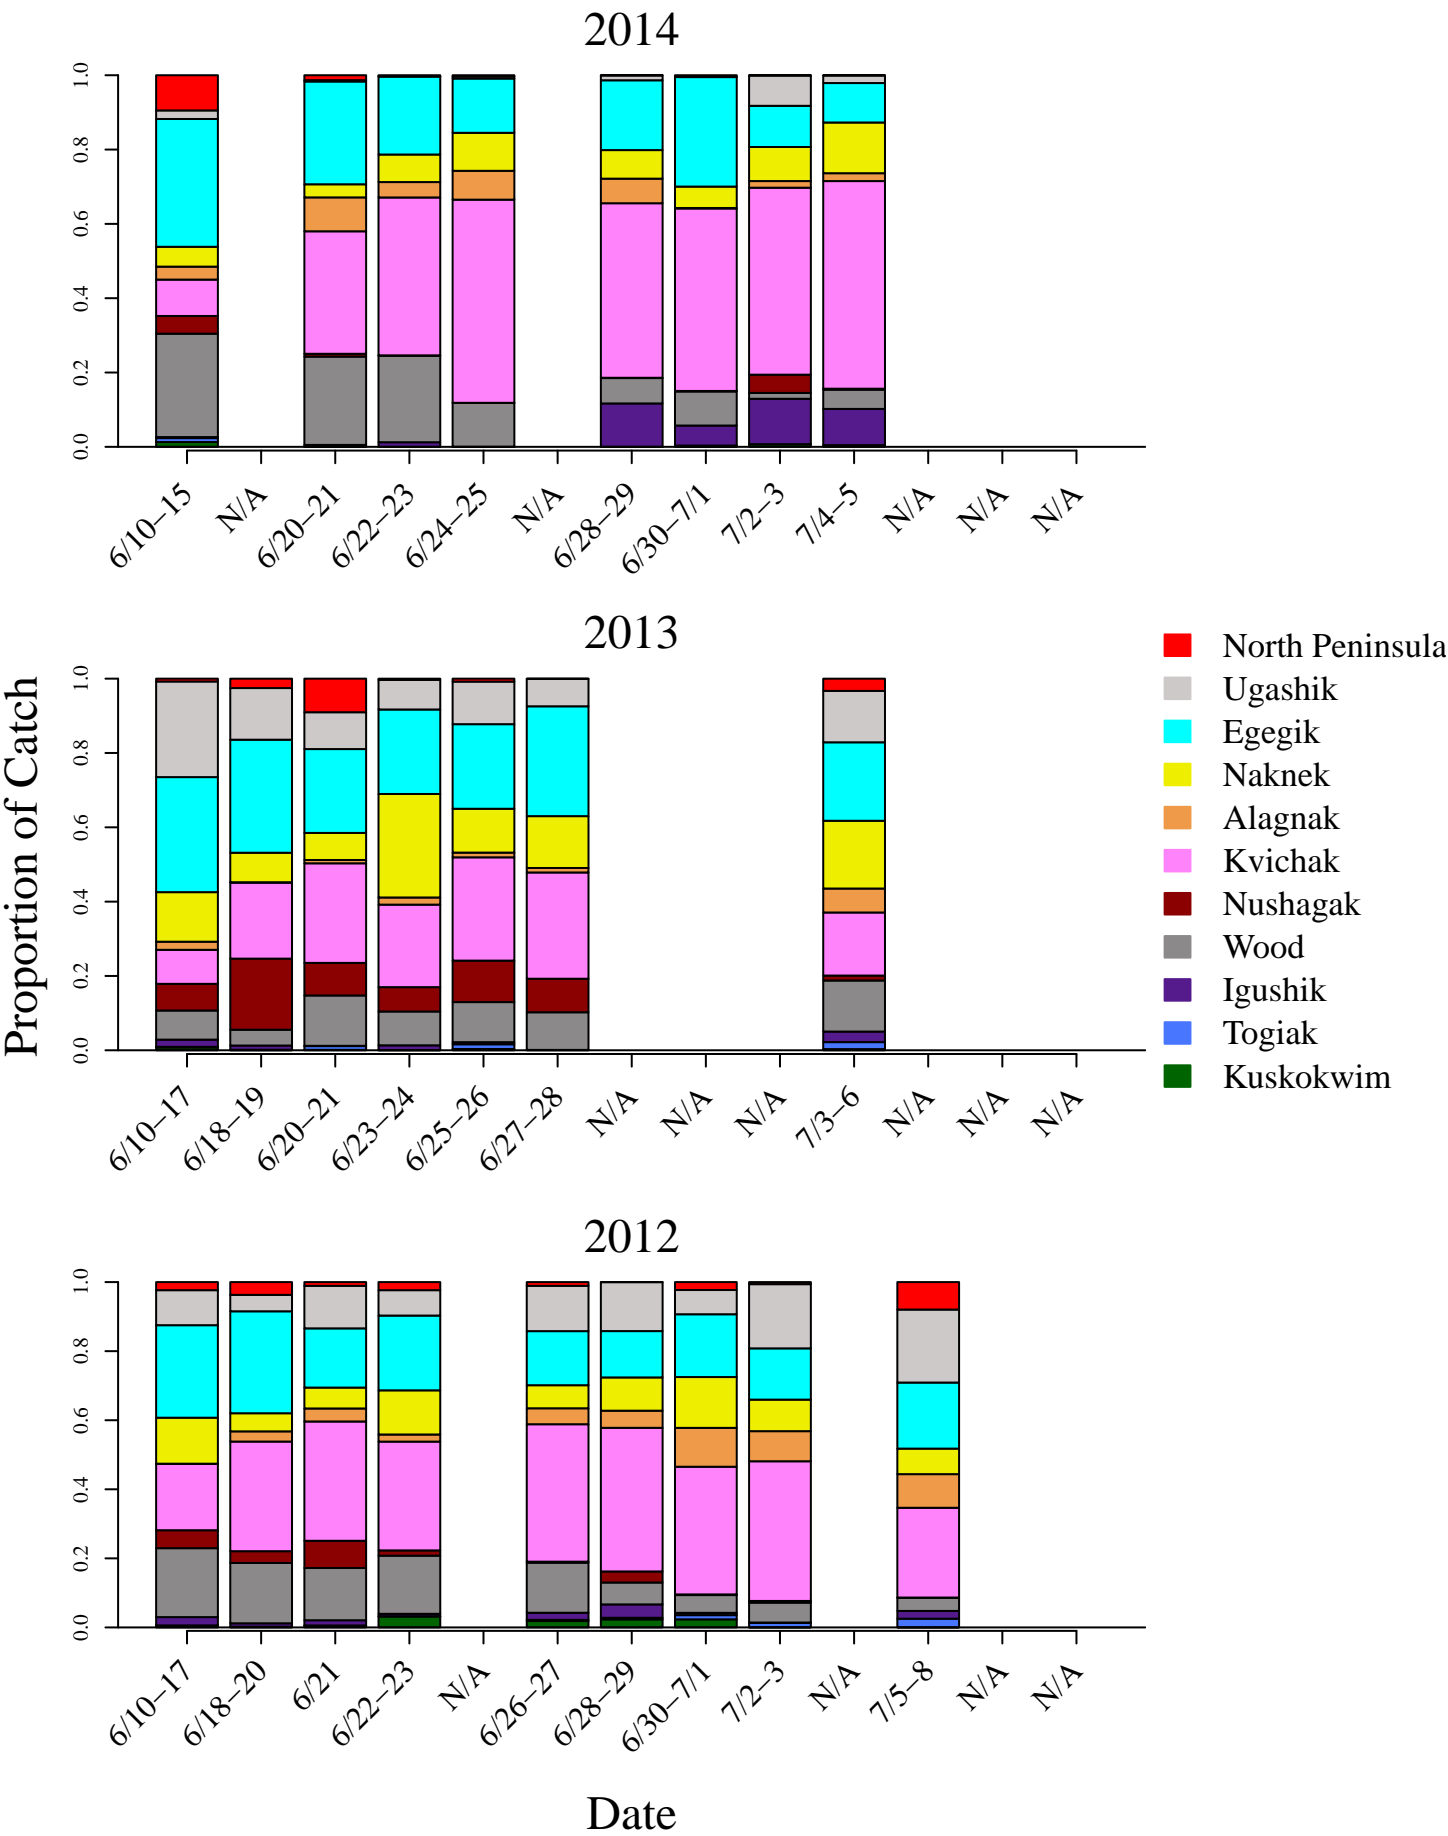 2014
1.0
0.8
0.6
0.4
0.2
0.0
6/10−15
N/A
6/20−21
6/22−23
6/24−25
N/A
6/28−29
6/30−7/1
7/2−3
7/4−5
N/A
N/A
N/A
Proportion of Catch
2013
1.0
0.8
0.6
0.4
0.2
0.0
6/10−17
6/18−19
6/20−21
6/23−24
6/25−26
6/27−28
N/A
N/A
N/A
7/3−6
N/A
N/A
N/A
North Peninsula
Ugashik
Egegik
Naknek
Alagnak
Kvichak
Nushagak
Wood
Igushik
Togiak
Kuskokwim
2012
1.0
0.8
0.6
0.4
0.2
0.0
6/10−17
6/18−20
6/21
6/22−23
N/A
6/26−27
6/28−29
6/30−7/1
7/2−3
N/A
7/5−8
N/A
N/A
Date